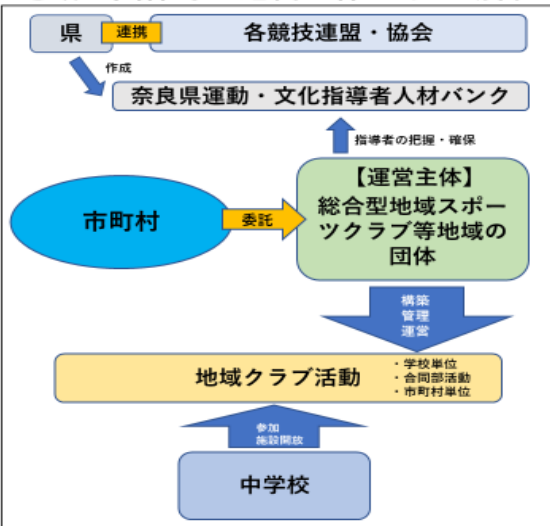 県
連携
各競技連盟・協会
作成
奈良県運動・文化指導者人材バンク
指導者の把握・確保
【運営主体】
総合型地域スポー
ツクラブ等地域の
団体
市町村
委託
構築
管理
運営
地域クラブ活動
・学校単位
・合同部活動
・市町村単位
参加
施設開放
中学校